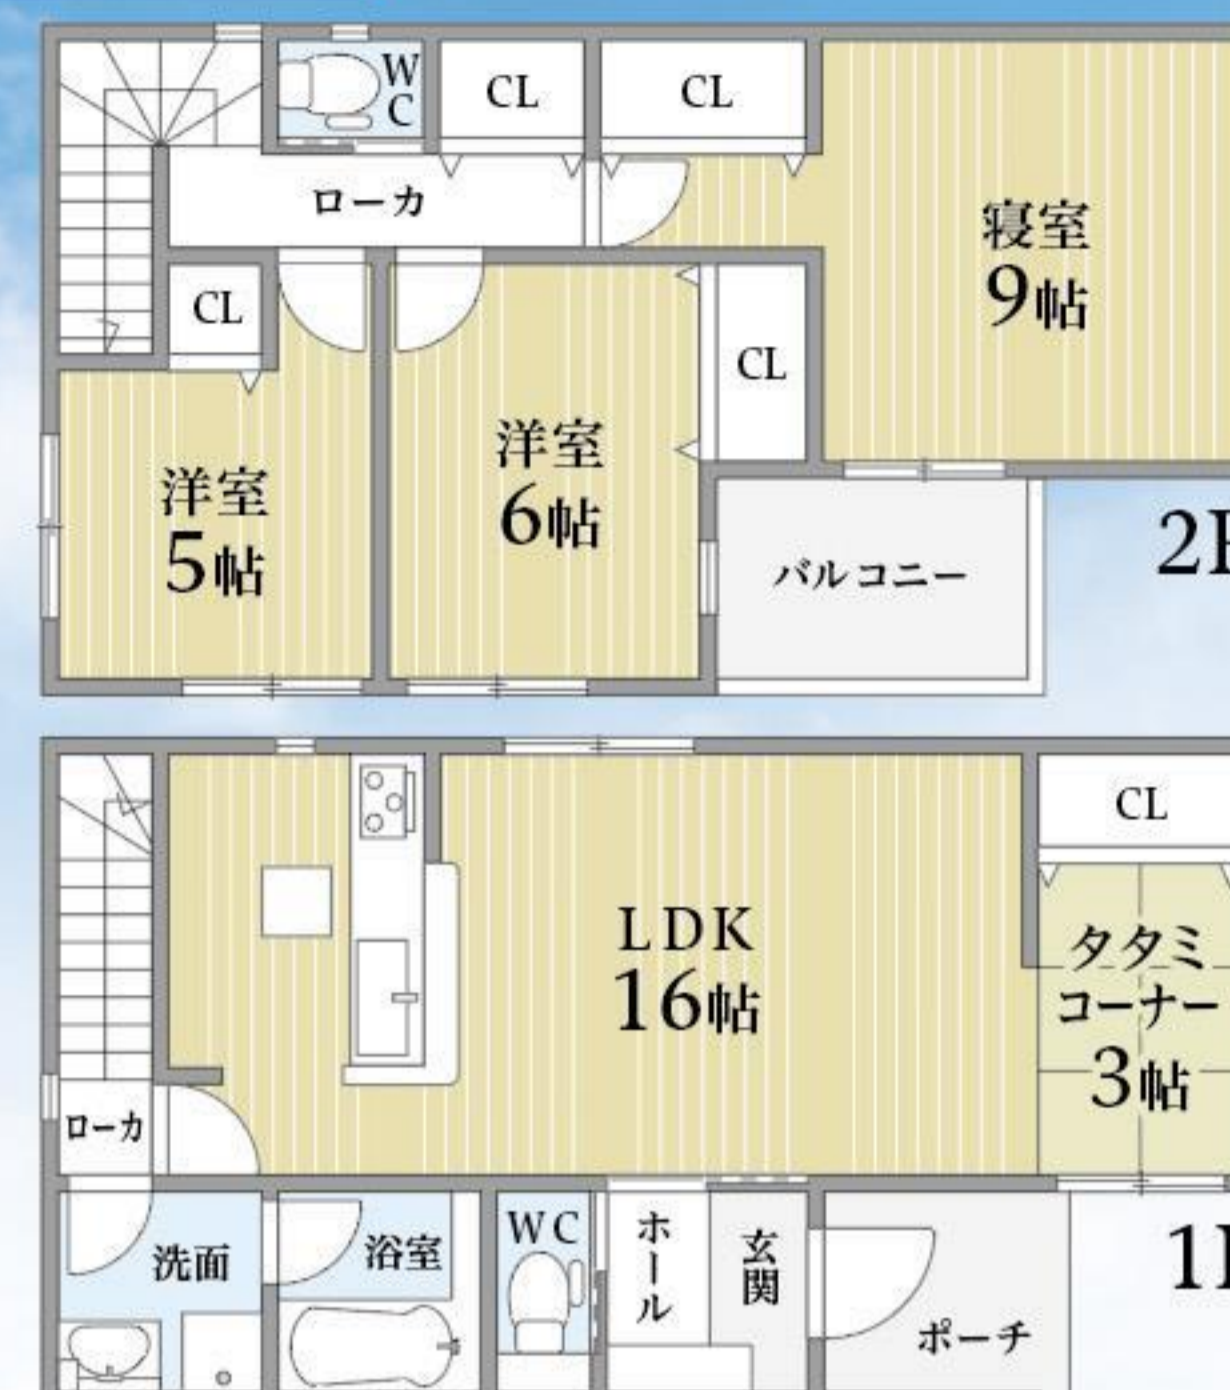 WC
CL
CL
ローカ
寝室
9帖
CL
CL
洋室
6帖
洋室
5帖
バルコニー
2F
CL
LDK
16帖
タタミ
コーナー
3帖
ローカ
1F
WC
ホール
玄関
浴室
洗面
ポーチ